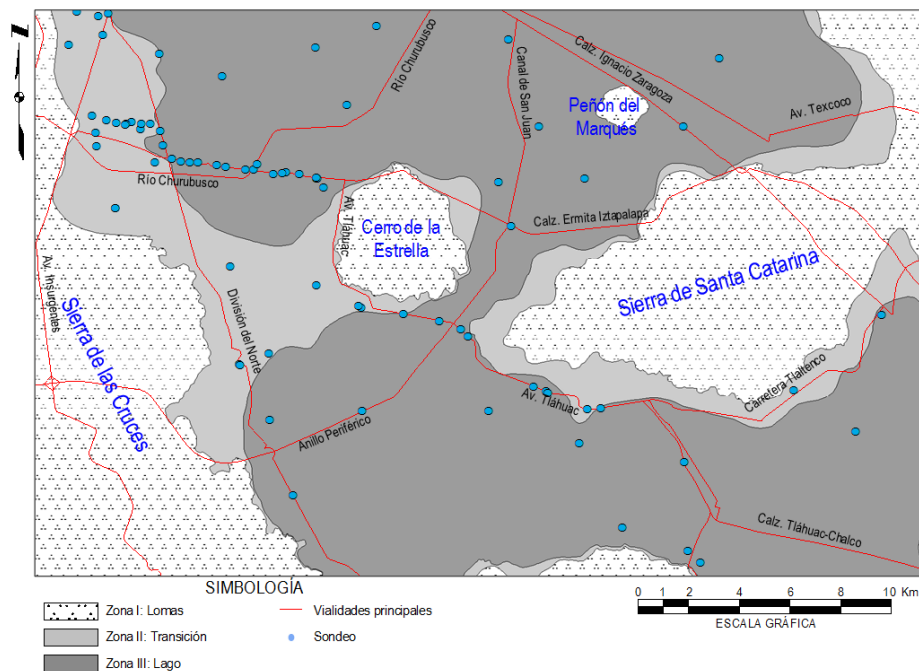 N
Río Churubusco
Canal de San Juan
Calz. Ignacio Zaragoza
Peñón del
Marqués
Av. Texcoco
Río Churubusco
Av. Tláhuac
Cerro de la
Estrella
Calz. Ermita Iztapalapa
Sierra de Santa Catarina
Av. Insurgentes
Sierra de las Cruces
División del Norte
Anillo Periférico
Av. Tláhuac
Carretera Tlaltenco
Calz. Tláhuac-Chalco
SIMBOLOGÍA
Zona I: Lomas
Zona II: Transición
Zona III: Lago
Vialidades principales
Sondeo
0 1 2 4 6 8 10 Km
ESCALA GRÁFICA